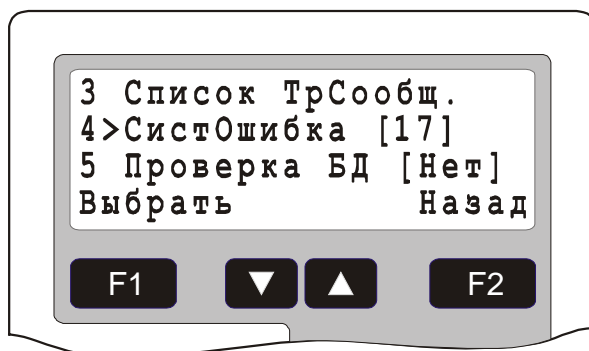 3 Список ТрСообщ.
4>СистОшибка [17]
5 Проверка БД [Нет]
Выбрать Назад
F1 ▼ ▲ F2